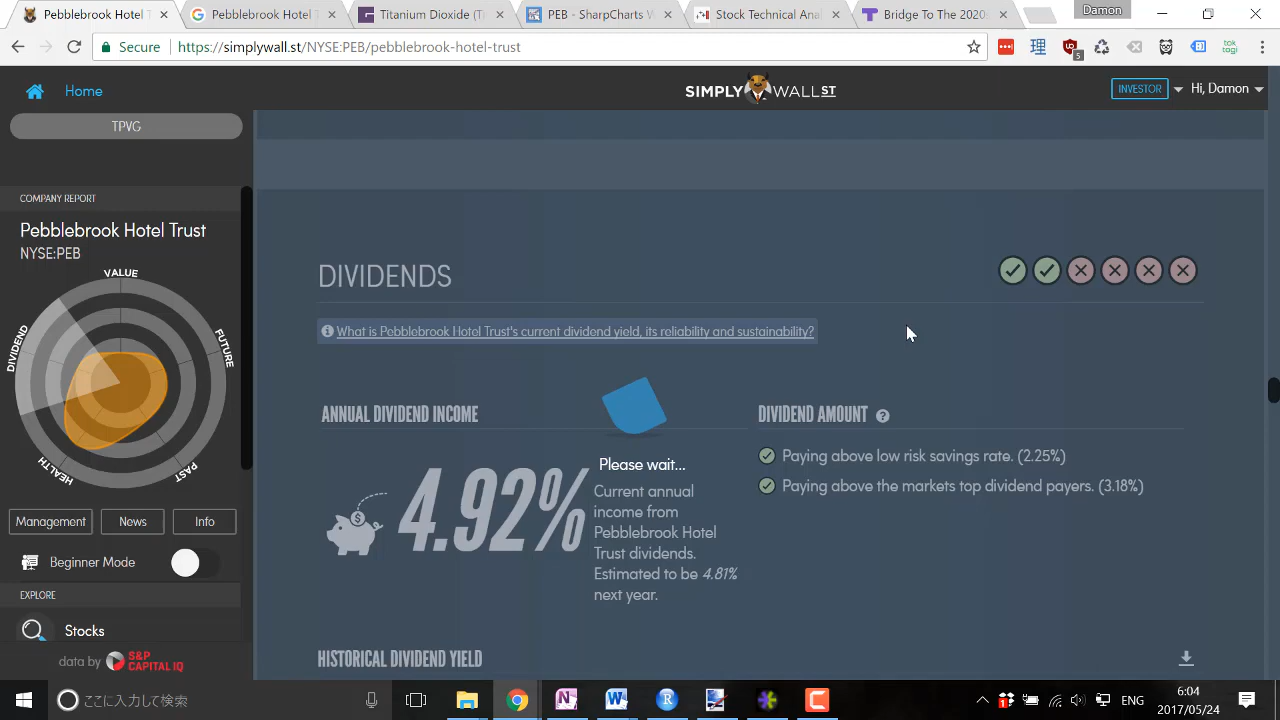 Pebblebrook Hotel T
Pebblebrook Hotel T
Titanium Dioxide (T
PEB - SharpCharts W
Stock Technical Ana
Bridge To The 2020s
Damon
Secure
https://simplywall.st/NYSE:PEB/pebblebrook-hotel-trust
理
5
tok
tagi
Home
SIMPLY WALL ST
INVESTOR
Hi, Damon
TPVG
COMPANY REPORT
Pebblebrook Hotel Trust
NYSE:PEB
VALUE
FUTURE
PAST
HEALTH
DIVIDEND
Management
News
Info
Beginner Mode
EXPLORE
Stocks
data by S&P
CAPITAL IQ
DIVIDENDS
What is Pebblebrook Hotel Trust's current dividend yield, its reliability and sustainability?
ANNUAL DIVIDEND INCOME
4.92%
Please wait...
Current annual
income from
Pebblebrook Hotel
Trust dividends.
Estimated to be 4.81%
next year.
DIVIDEND AMOUNT
Paying above low risk savings rate. (2.25%)
Paying above the markets top dividend payers. (3.18%)
HISTORICAL DIVIDEND YIELD
ここに入力して検索
ENG
6:04
2017/05/24